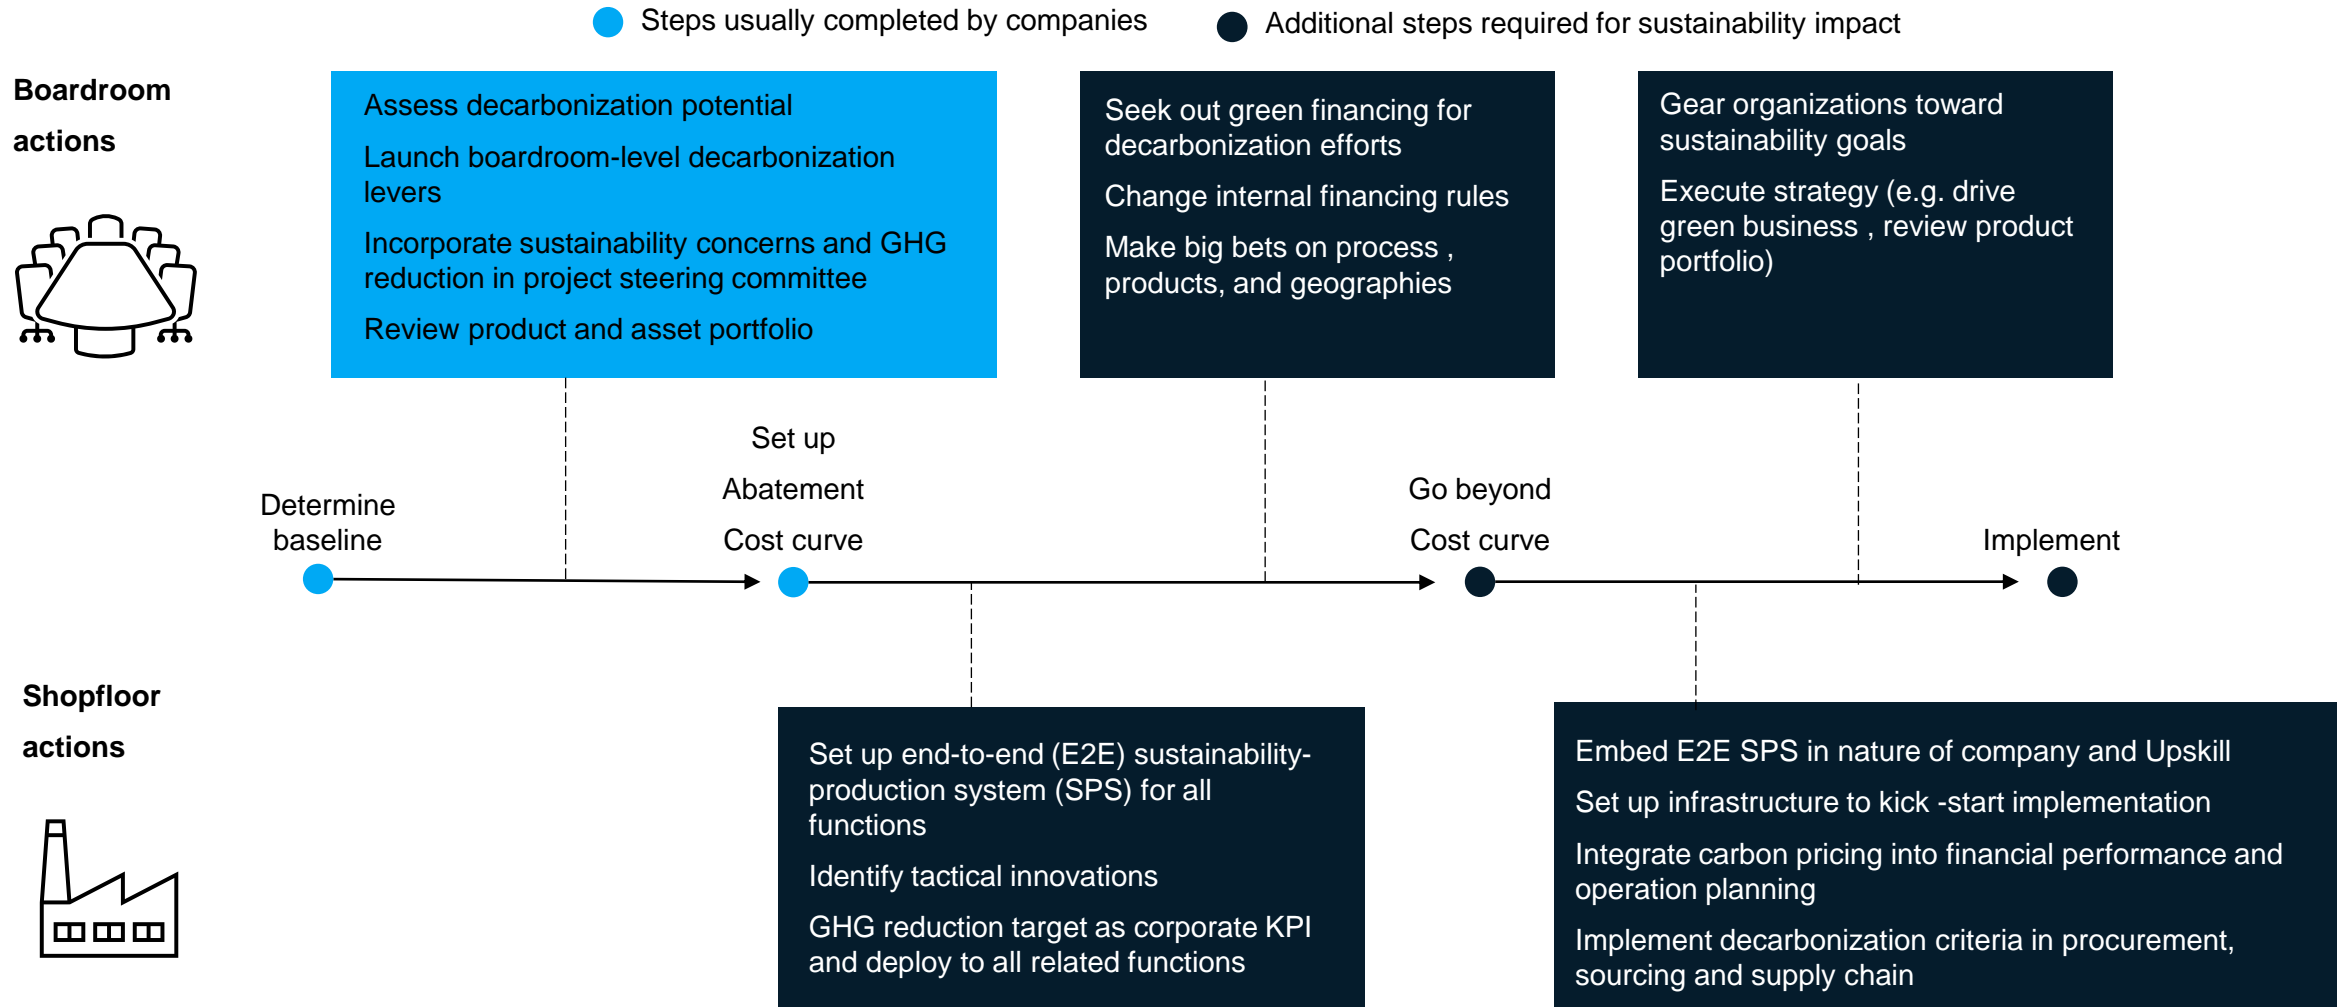 Steps usually completed by companies
Additional steps required for sustainability impact
Boardroom
actions
Assess decarbonization potential
Launch boardroom-level decarbonization
levers
Incorporate sustainability concerns and GHG
reduction in project steering committee
Review product and asset portfolio
Seek out green financing for
decarbonization efforts
Change internal financing rules
Make big bets on process ,
products, and geographies
Gear organizations toward
sustainability goals
Execute strategy (e.g. drive
green business , review product
portfolio)
Determine
baseline
Set up
Abatement
Cost curve
Go beyond
Cost curve
Implement
Shopfloor
actions
Set up end-to-end (E2E) sustainability-
production system (SPS) for all
functions
Identify tactical innovations
GHG reduction target as corporate KPI
and deploy to all related functions
Embed E2E SPS in nature of company and Upskill
Set up infrastructure to kick -start implementation
Integrate carbon pricing into financial performance and
operation planning
Implement decarbonization criteria in procurement,
sourcing and supply chain